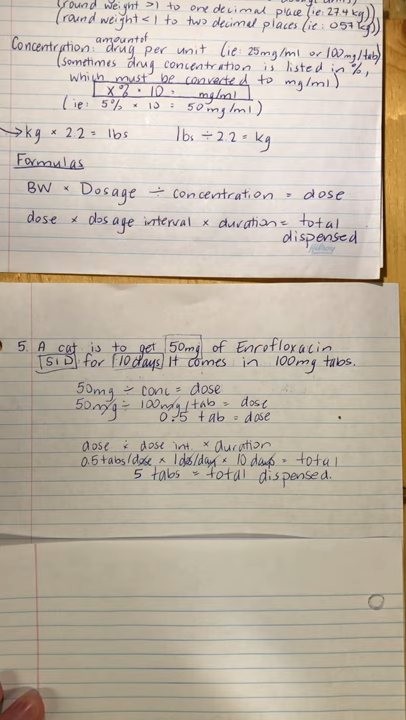 (round weight > 1 to one decimal place (ie: 27.4 kg))
(round weight < 1 to two decimal places (ie: 0.57 kg))
amount of
Concentration: drug per unit (ie: 25mg/ml or 100mg/tab)
(sometimes drug concentration is listed in %,
which must be converted to mg/ml)
X% · 10 = mg/ml
(ie: 5% × 10 = 50mg/ml)
→ kg × 2.2 = lbs lbs ÷ 2.2 = kg
Formulas
BW × Dosage ÷ concentration = dose
dose × dosage interval × duration = total
dispensed
Hilroy
5. A cat is to get 50mg of Enrofloxacin
SID for 10 days. It comes in 100mg tabs.
50mg ÷ conc = dose
50mg ÷ 100mg/tab = dose
0.5 tab = dose
dose ÷ dose int. × duration
0.5 tabs/dose × 1dose/day × 10 days = total
5 tabs = total dispensed.